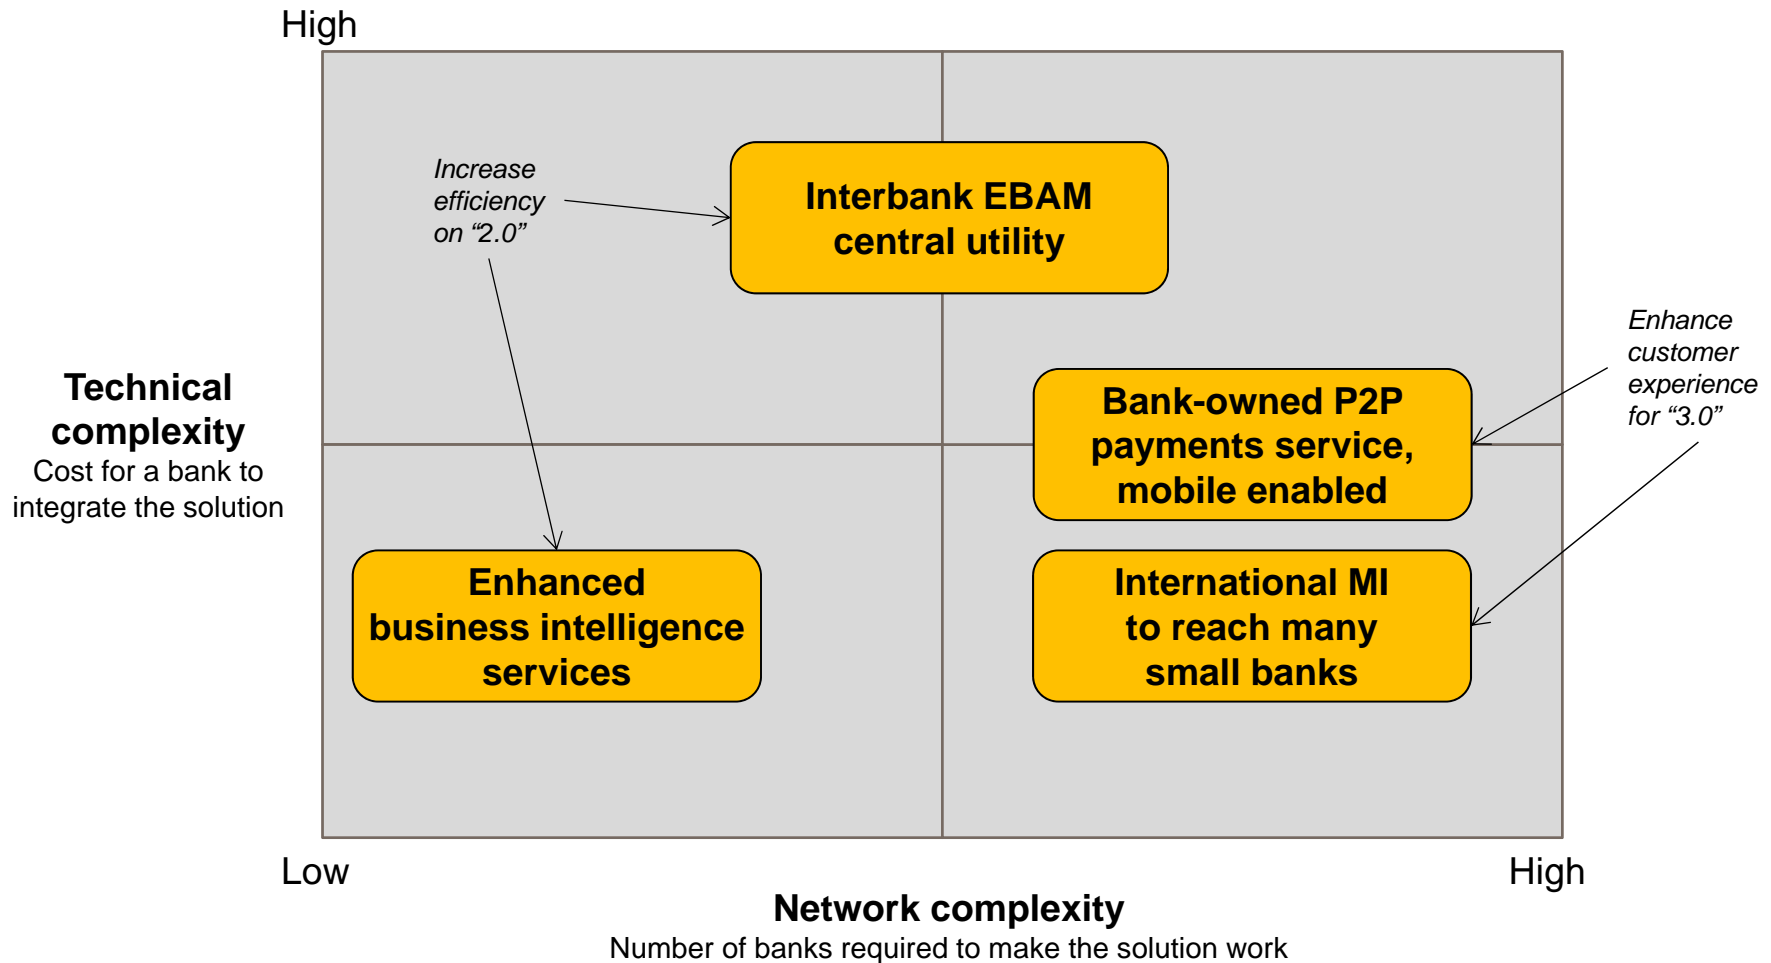 High
Increase
efficiency
on “2.0”
Interbank EBAM
central utility
Enhance
customer
experience
for “3.0”
Technical
complexity
Cost for a bank to
integrate the solution
Bank-owned P2P
payments service,
mobile enabled
Enhanced
business intelligence
services
International MI
to reach many
small banks
Low
High
Network complexity
Number of banks required to make the solution work